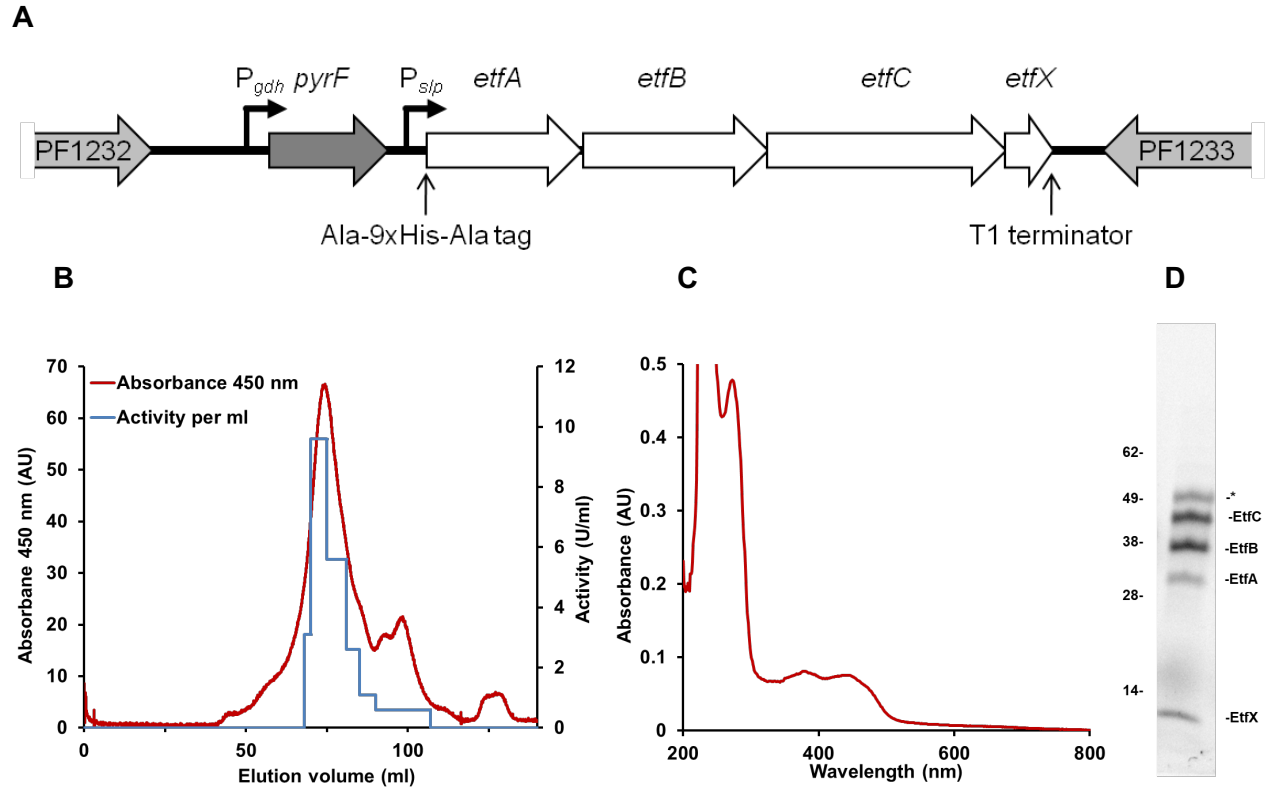 A
P_gdh pyrF P_slp etfA etfB etfC etfX
PF1232 PF1233
Ala-9xHis-Ala tag T1 terminator
B C D
Absorbance 450 nm
Activity per ml
70
60
50
40
30
20
10
0
Absorbane 450 nm (AU)
12
10
8
6
4
2
0
Activity (U/ml)
0 50 100
Elution volume (ml)
0.5
0.4
0.3
0.2
0.1
0
Absorbance (AU)
200 400 600 800
Wavelength (nm)
62-
49- -*
-EtfC
38- -EtfB
-EtfA
28-
14-
-EtfX